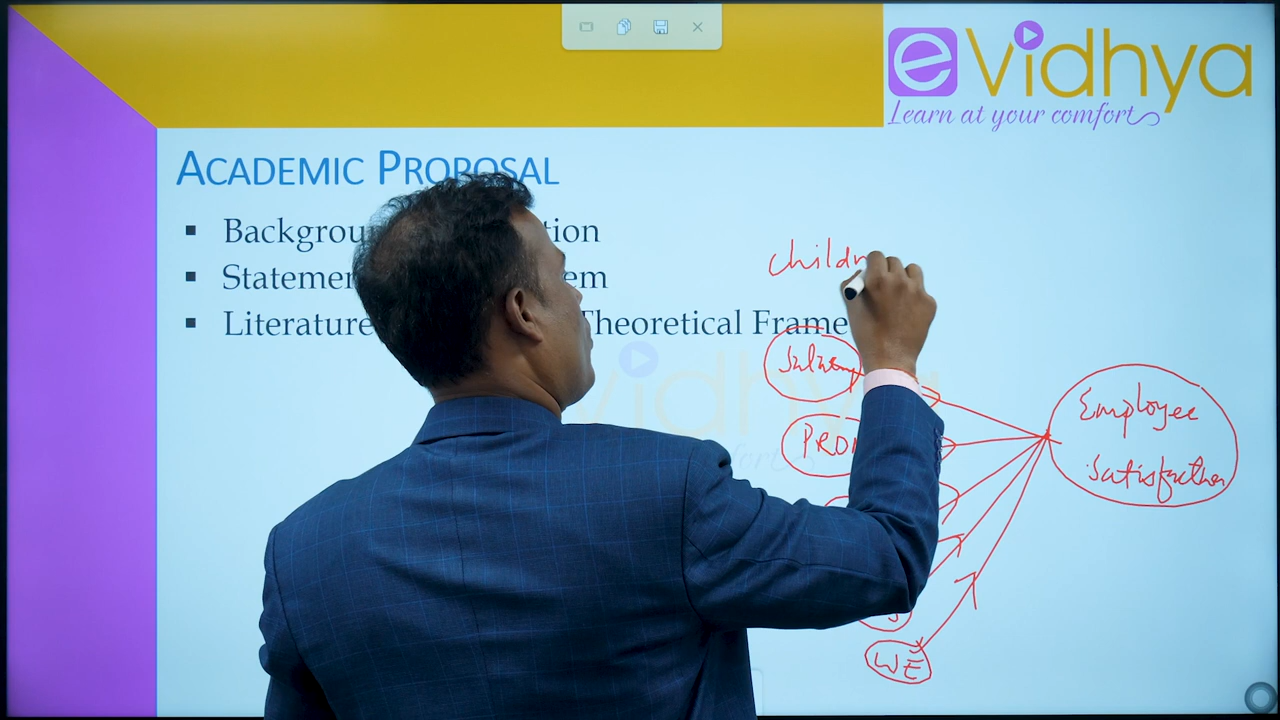 eVidhya
Learn at your comfort
ACADEMIC PROPOSAL
Backgrou tion
Statemen em
Literature Theoretical Frame
Childr
Salary
PROM
Employee
Satisfaction
WE